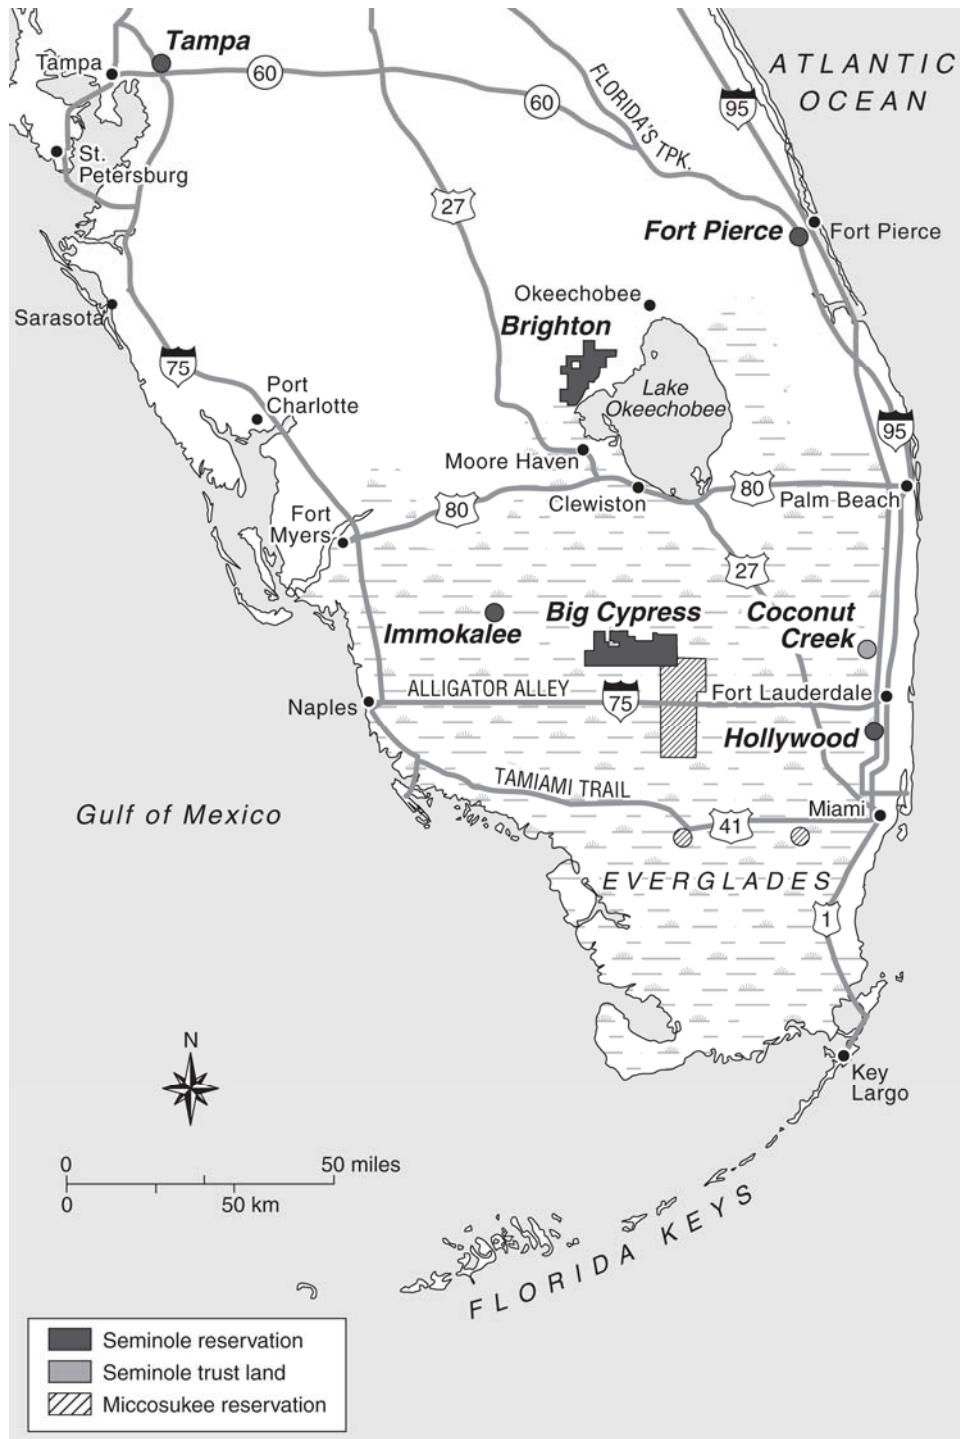 Tampa
Tampa
60
60
FLORIDA'S TPK.
95
ATLANTIC
OCEAN
St.
Petersburg
27
Fort Pierce
Fort Pierce
Okeechobee
Brighton
Sarasota
75
Port
Charlotte
Lake
Okeechobee
95
Moore Haven
80
Palm Beach
Clewiston
80
Fort
Myers
27
Immokalee
Big Cypress
Coconut
Creek
ALLIGATOR ALLEY
75
Fort Lauderdale
Naples
Hollywood
TAMIAMI TRAIL
Miami
41
Gulf of Mexico
EVERGLADES
1
N
Key
Largo
0
50 miles
0
50 km
FLORIDA KEYS
Seminole reservation
Seminole trust land
Miccosukee reservation